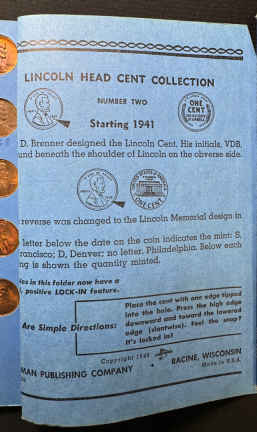 LINCOLN HEAD CENT COLLECTION
NUMBER TWO
ONE
CENT
Starting 1941
D. Brenner designed the Lincoln Cent. His initials, VDB,
und beneath the shoulder of Lincoln on the obverse side.
ONE CENT
reverse was changed to the Lincoln Memorial design in
letter below the date on the coin indicates the mint: S,
rancisco; D, Denver; no letter, Philadelphia. Below each
ng is shown the quantity minted.
es in this folder now have a
positive LOCK-IN feature.
Are Simple Directions:
Place the cent with one edge tipped
into the hole. Press the high edge
downward and toward the lowered
edge (slantwise). Feel the snap?
It's locked in!
Copyright
MAN PUBLISHING COMPANY • RACINE, WISCONSIN
Made in U.S.A.